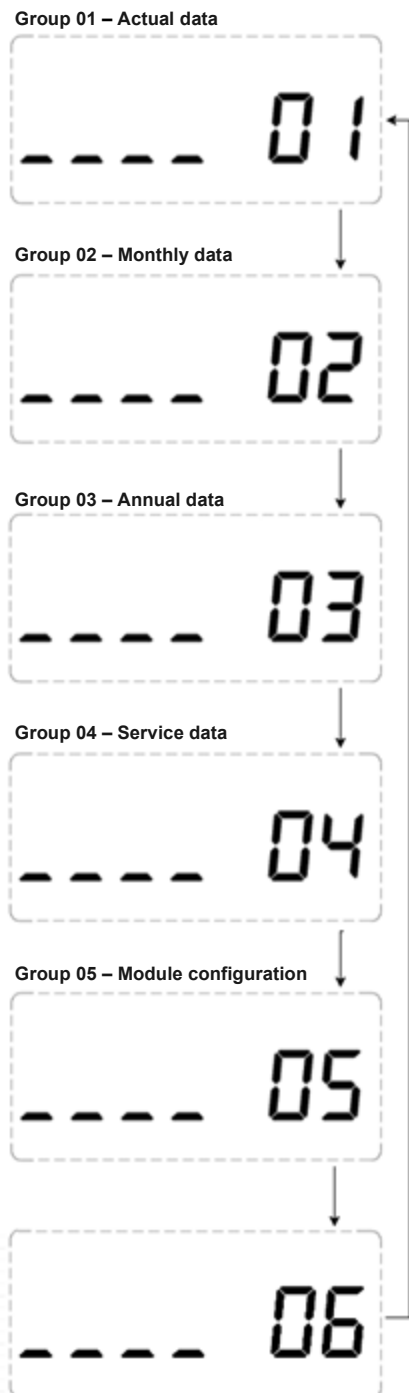 Group 01 – Actual data
_ _ _ _ 01
Group 02 – Monthly data
_ _ _ _ 02
Group 03 – Annual data
_ _ _ _ 03
Group 04 – Service data
_ _ _ _ 04
Group 05 – Module configuration
_ _ _ _ 05
_ _ _ _ 06